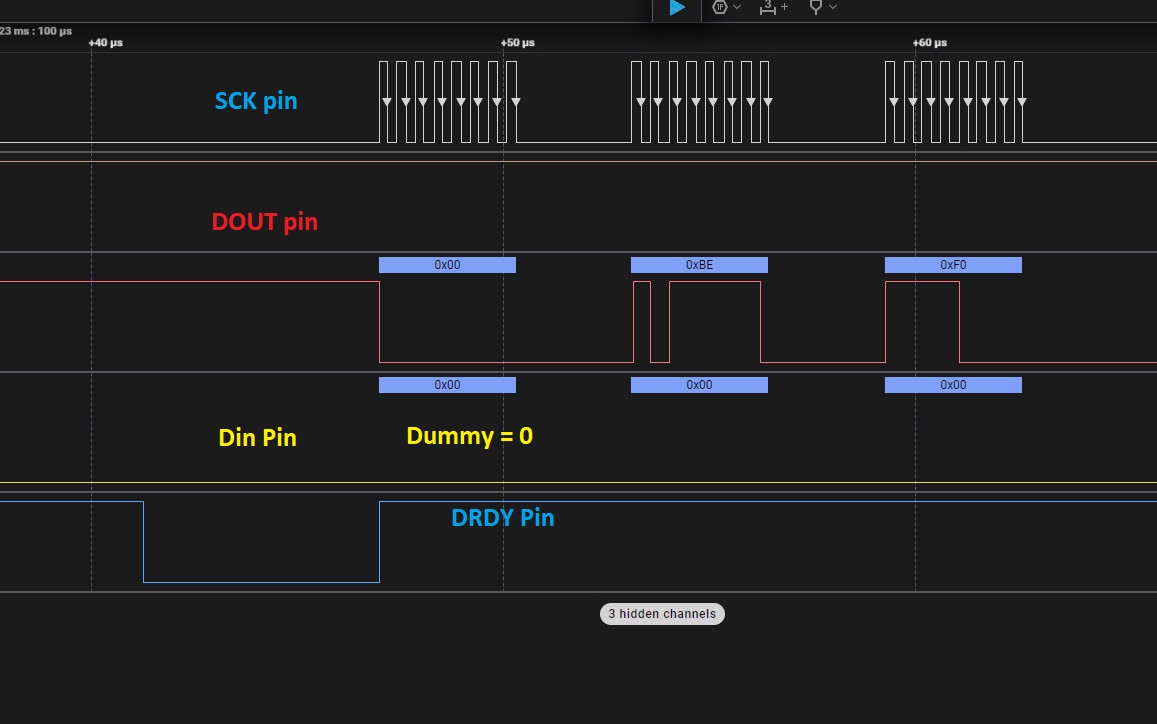 23 ms : 100 µs
+40 µs
+50 µs
+60 µs
SCK pin
DOUT pin
0x00
0xBE
0xF0
0x00
0x00
0x00
Din Pin
Dummy = 0
DRDY Pin
3 hidden channels
1F
3